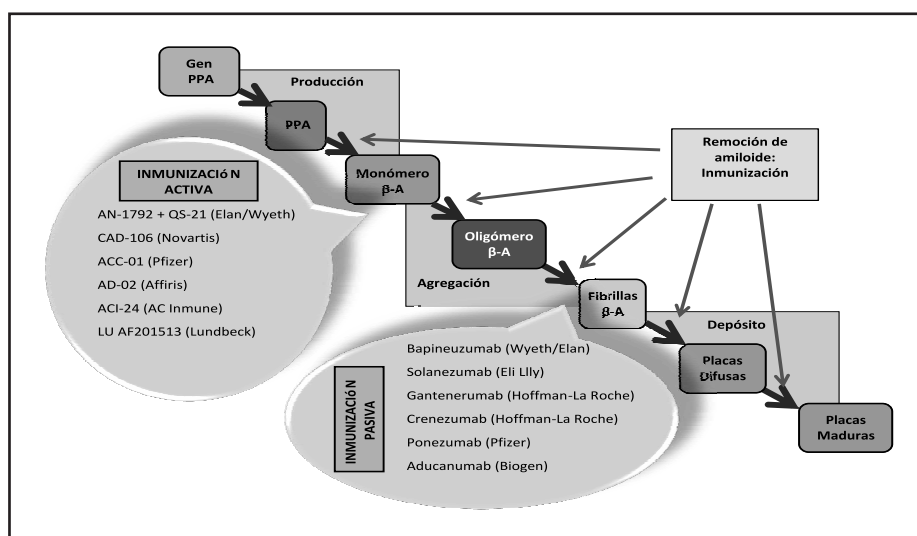 Gen
PPA
Producción
PPA
Remoción de
amiloide:
Inmunización
Monómero
β-A
INMUNIZACIóN
ACTIVA
AN-1792 + QS-21 (Elan/Wyeth)
CAD-106 (Novartis)
ACC-01 (Pfizer)
AD-02 (Affiris)
ACI-24 (AC Inmune)
LU AF201513 (Lundbeck)
Oligómero
β-A
Agregación
Fibrillas
β-A
Depósito
Placas
Difusas
Placas
Maduras
INMUNIZACIóN
PASIVA
Bapineuzumab (Wyeth/Elan)
Solanezumab (Eli Llly)
Gantenerumab (Hoffman-La Roche)
Crenezumab (Hoffman-La Roche)
Ponezumab (Pfizer)
Aducanumab (Biogen)